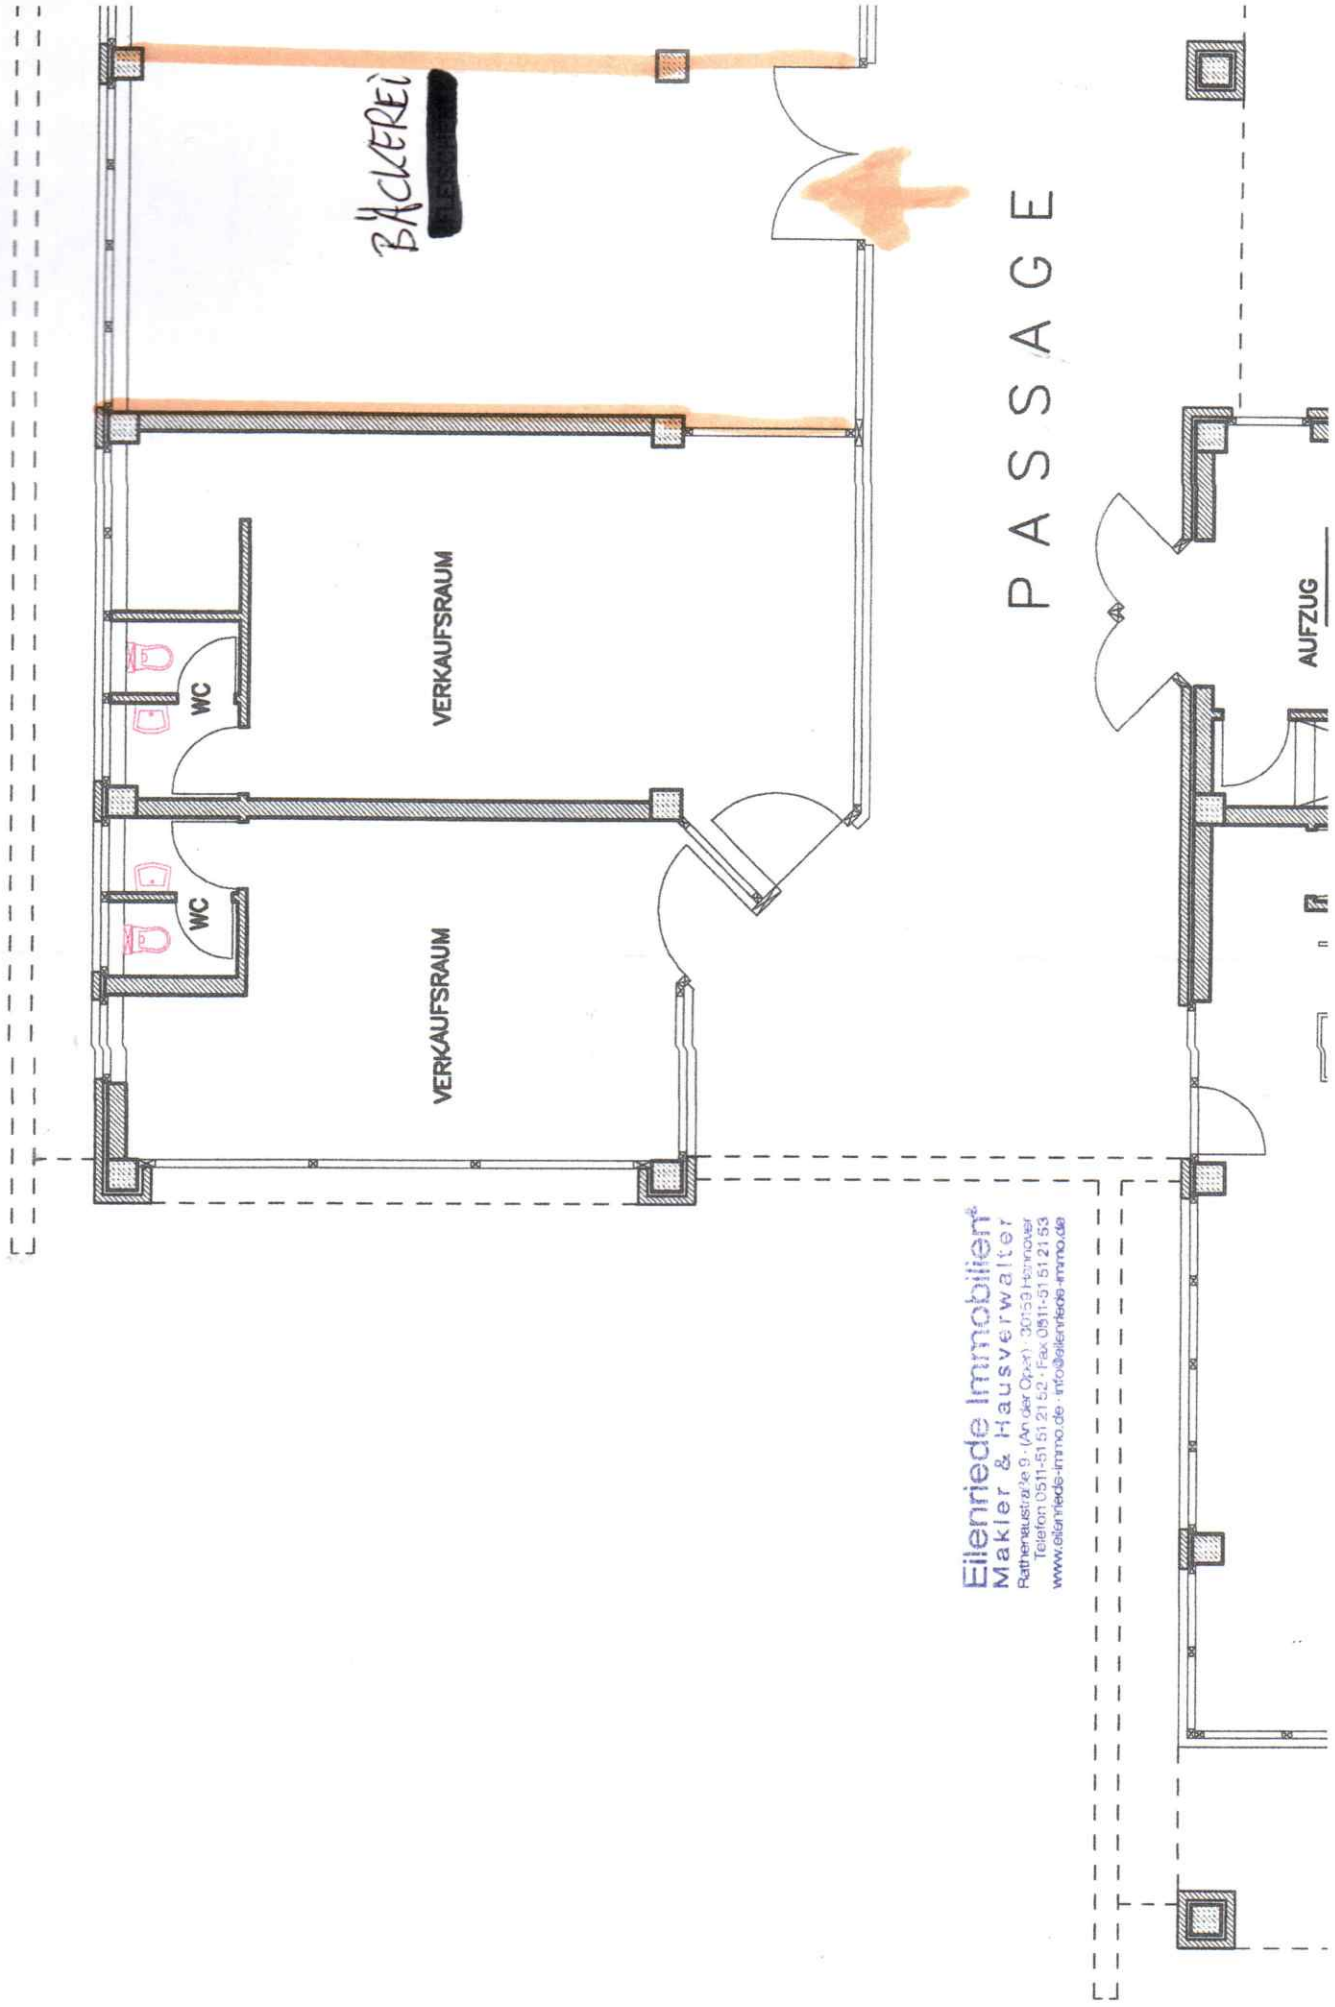 BÄCKEREI
VERKAUFSRAUM
WC
VERKAUFSRAUM
WC
PASSAGE
AUFZUG
Eilenriede Immobilien
Makler & Hausverwalter
Rathenaustraße 9 · (An der Oper) · 30159 Hannover
Telefon 0511-51 51 21 52 · Fax 0511-51 51 21 53
www.eilenriede-immo.de · info@eilenriede-immo.de